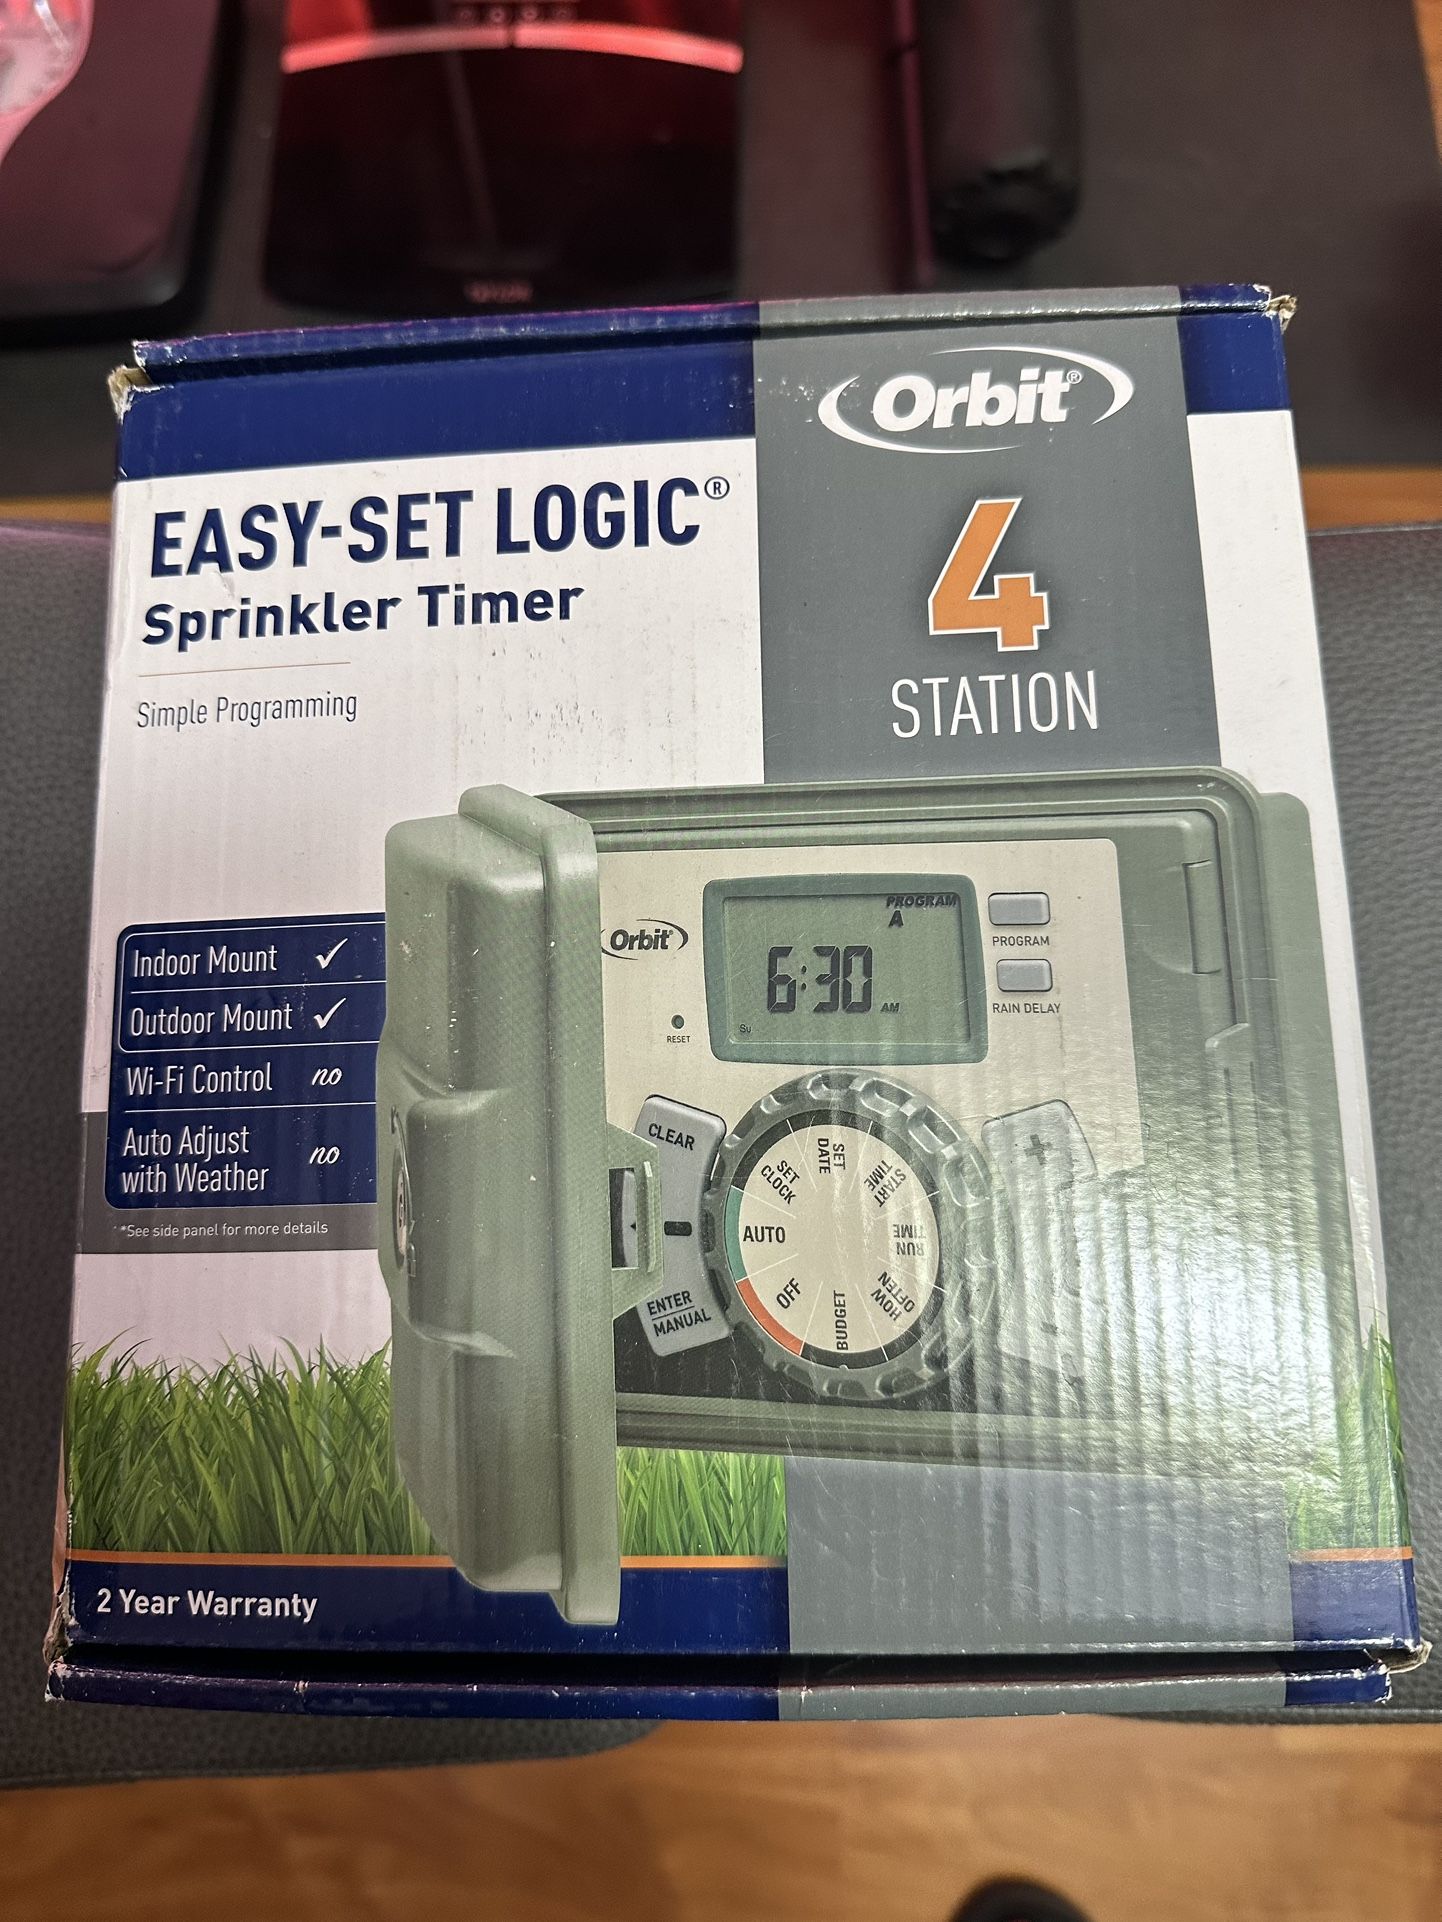 Orbit®
EASY-SET LOGIC®
Sprinkler Timer
Simple Programming
4
STATION
Indoor Mount ✓
Outdoor Mount ✓
Wi-Fi Control no
Auto Adjust
with Weather no
*See side panel for more details
Orbit®
PROGRAM
A
6:30 AM
Su
RESET
PROGRAM
RAIN DELAY
CLEAR
+
SET
CLOCK
SET
DATE
START
TIME
RUN
TIME
HOW
OFTEN
BUDGET
OFF
AUTO
-
ENTER
MANUAL
2 Year Warranty